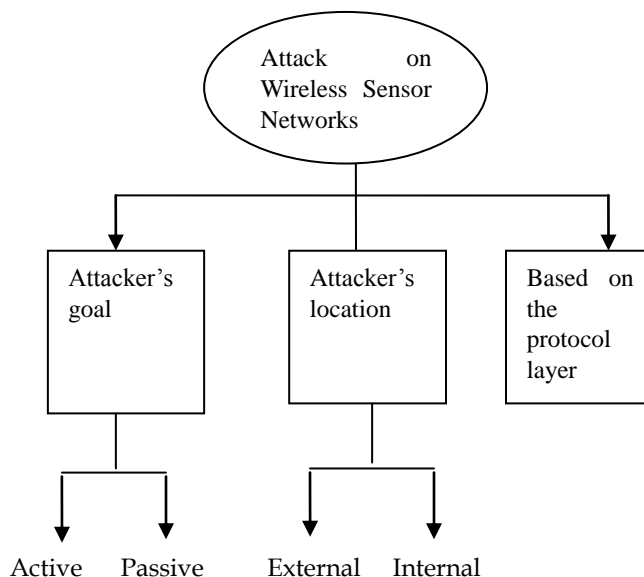 Attack on
Wireless Sensor
Networks
Attacker’s
goal
Attacker’s
location
Based on
the
protocol
layer
Active Passive External Internal